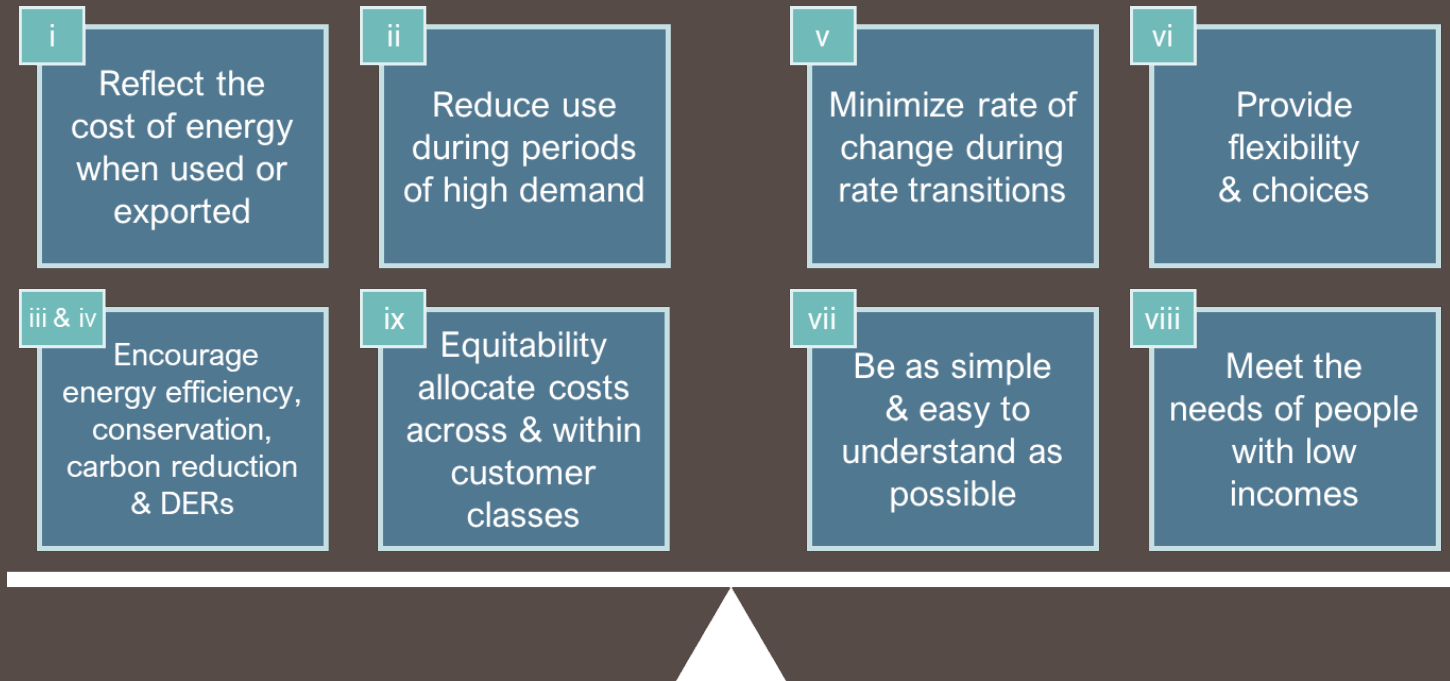 i
Reflect the
cost of energy
when used or
exported
ii
Reduce use
during periods
of high demand
v
Minimize rate of
change during
rate transitions
vi
Provide
flexibility
& choices
iii & iv
Encourage
energy efficiency,
conservation,
carbon reduction
& DERs
ix
Equitability
allocate costs
across & within
customer
classes
vii
Be as simple
& easy to
understand as
possible
viii
Meet the
needs of people
with low
incomes